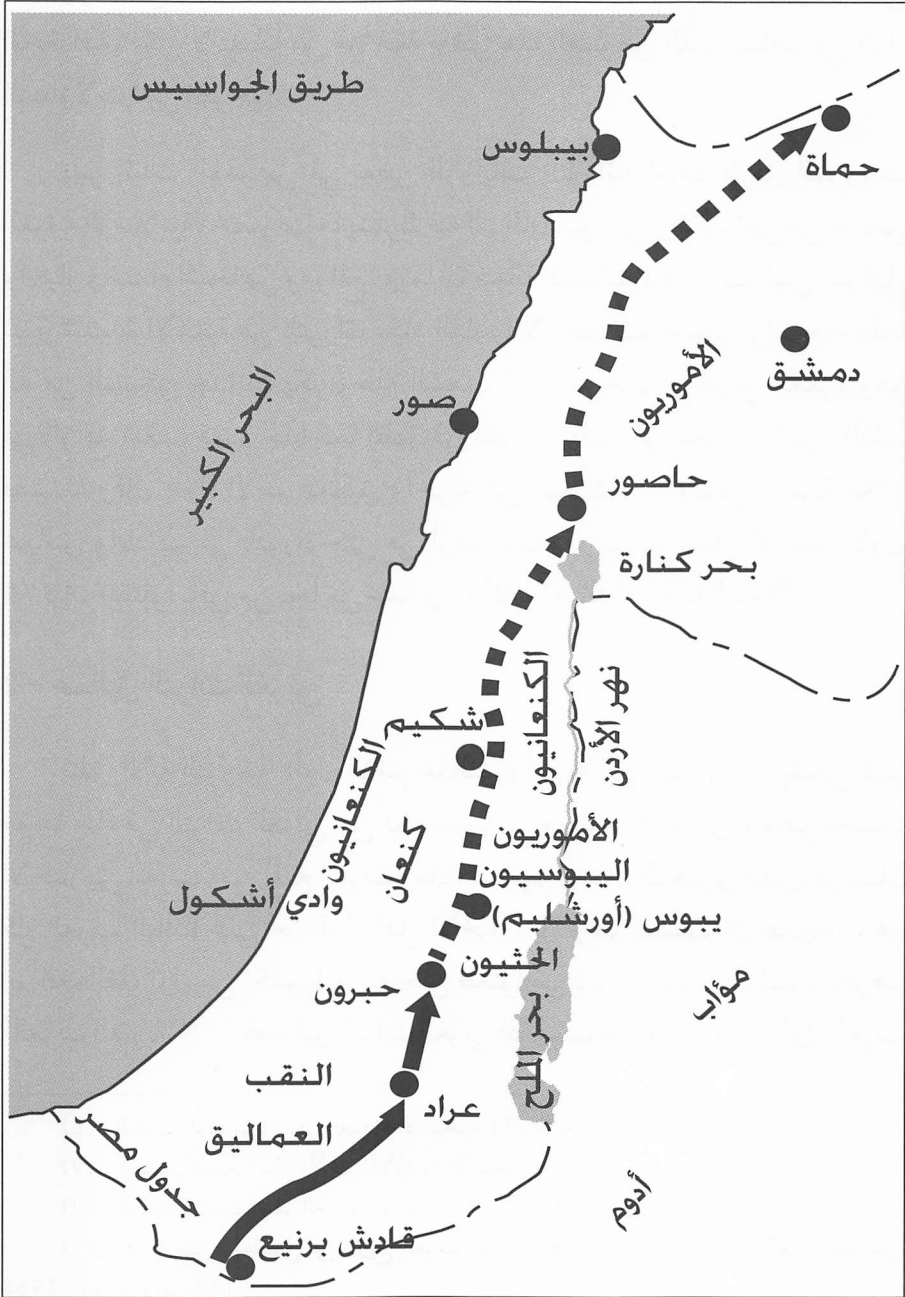 طريق الجواسيس
بيبلوس
حماة
دمشق
الأموريون
صور
البحر الكبير
حاصور
بحر كنارة
الكنعانيون
نهر الأردن
شكيم
الكنعانيون
كنعان
الأموريون
اليبوسيون
وادي أشكول
يبوس (أورشليم)
الحثيون
حبرون
مؤاب
بحر الملح
النقب
عراد
العماليق
جدول مصر
أدوم
قادش برنيع